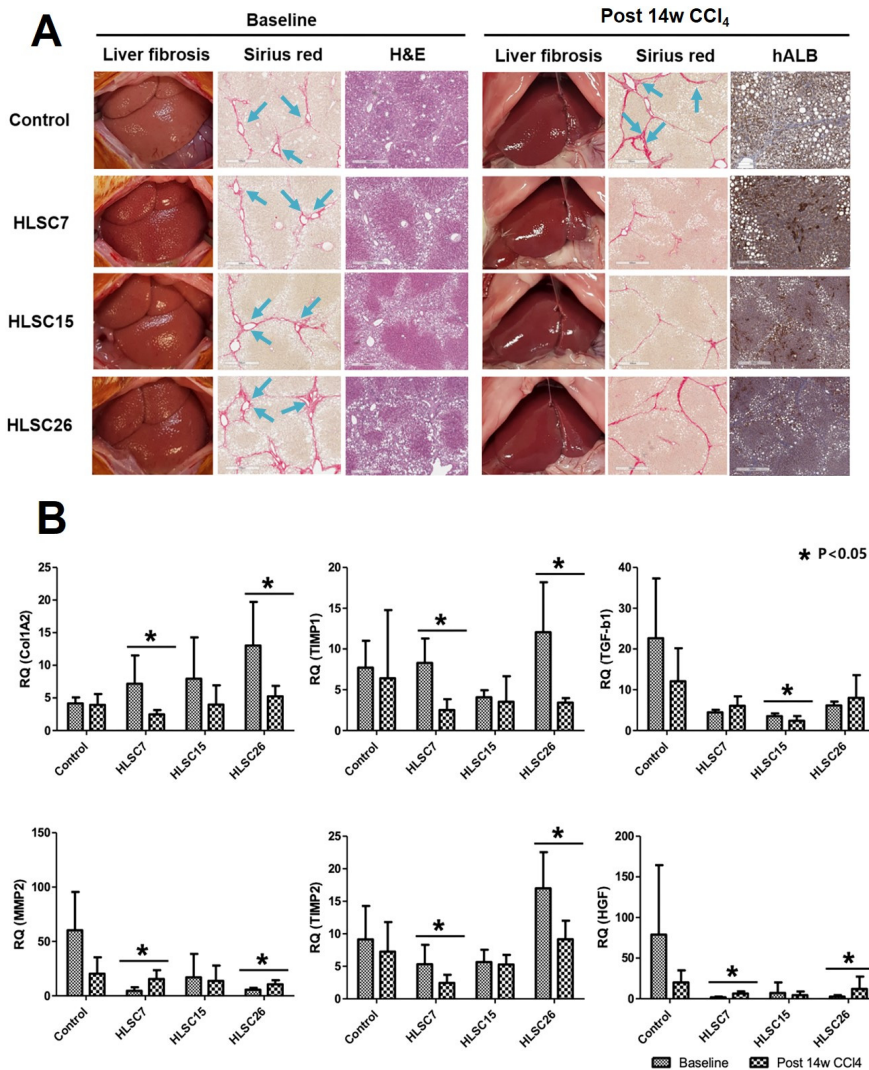 A
Baseline
Post 14w CCl4
Liver fibrosis Sirius red H&E Liver fibrosis Sirius red hALB
Control
HLSC7
HLSC15
HLSC26
B
* P<0.05
RQ (Col1A2)
25
20
15
10
5
0
*
*
Control HLSC7 HLSC15 HLSC26
RQ (TIMP1)
20
15
10
5
0
*
*
Control HLSC7 HLSC15 HLSC26
RQ (TGF-b1)
40
30
20
10
0
*
Control HLSC7 HLSC15 HLSC26
RQ (MMP2)
150
100
50
0
*
*
Control HLSC7 HLSC15 HLSC26
RQ (TIMP2)
25
20
15
10
5
0
*
*
Control HLSC7 HLSC15 HLSC26
RQ (HGF)
200
150
100
50
0
*
*
Control HLSC7 HLSC15 HLSC26
Baseline Post 14w CCl4